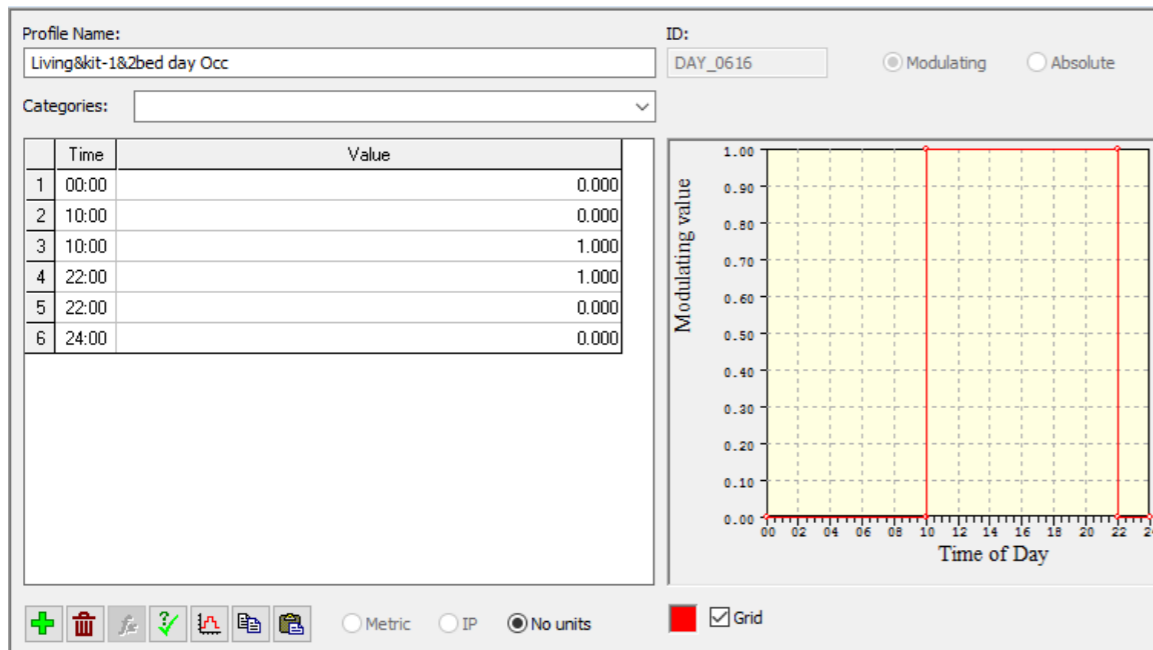 Profile Name:
ID:
Living&kit-1&2bed day Occ
DAY_0616
Modulating
Absolute
Categories:
Time Value
1 00:00 0.000
2 10:00 0.000
3 10:00 1.000
4 22:00 1.000
5 22:00 0.000
6 24:00 0.000
Modulating value
1.00
0.90
0.80
0.70
0.60
0.50
0.40
0.30
0.20
0.10
0.00
00 02 04 06 08 10 12 14 16 18 20 22
Time of Day
Metric
IP
No units
Grid